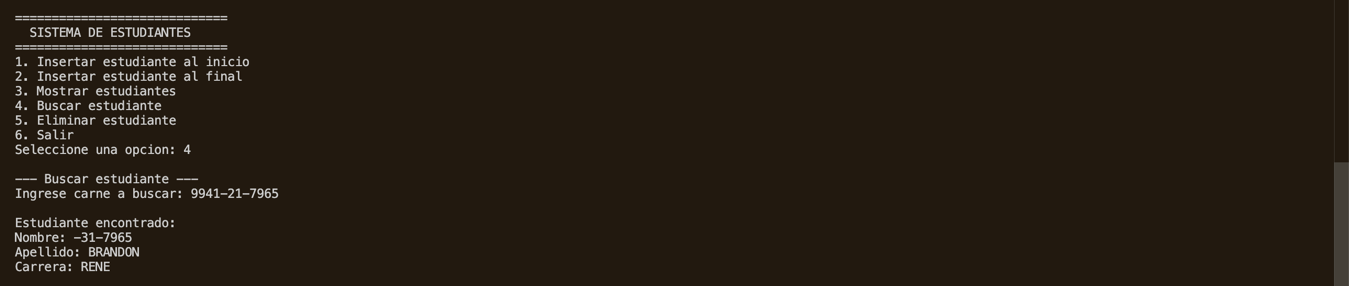 =============================
SISTEMA DE ESTUDIANTES
=============================
1. Insertar estudiante al inicio
2. Insertar estudiante al final
3. Mostrar estudiantes
4. Buscar estudiante
5. Eliminar estudiante
6. Salir
Seleccione una opcion: 4
--- Buscar estudiante ---
Ingrese carne a buscar: 9941-21-7965
Estudiante encontrado:
Nombre: -31-7965
Apellido: BRANDON
Carrera: RENE